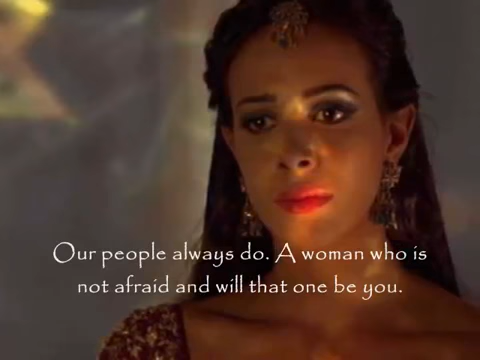 Our people always do. A woman who is
not afraid and will that one be you.